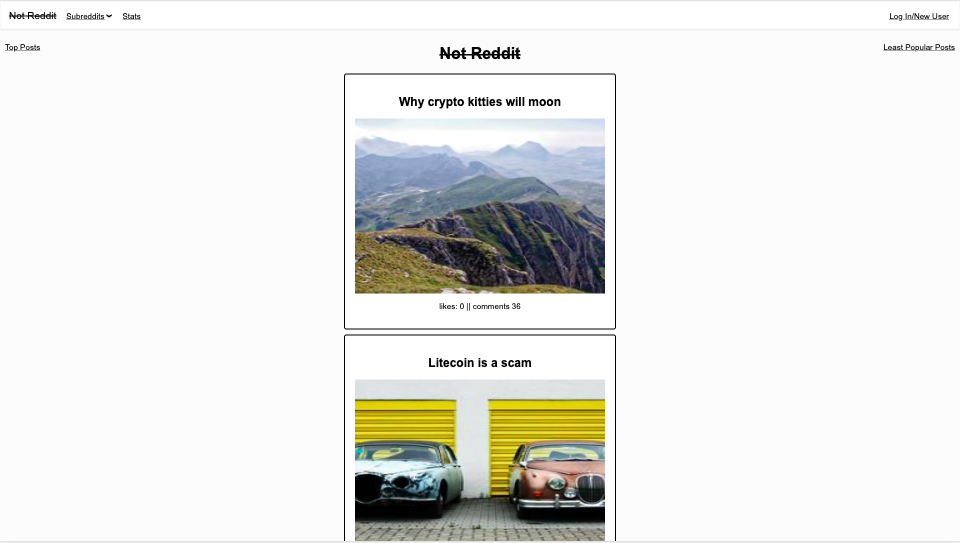 Not Reddit Subreddits Stats Log In/New User
Top Posts Least Popular Posts
Not Reddit
Why crypto kitties will moon
likes: 0 || comments 36
Litecoin is a scam